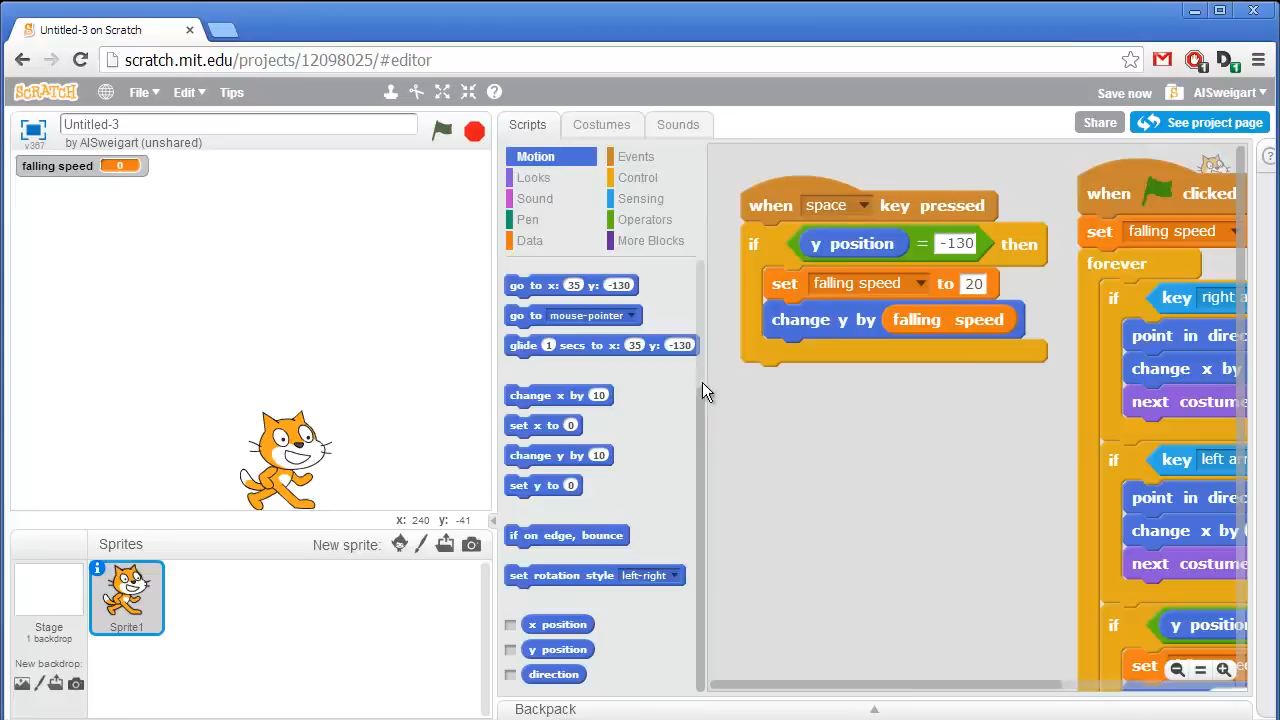 Untitled-3 on Scratch
scratch.mit.edu/projects/12098025/#editor
SCRATCH File Edit Tips Save now AlSweigart
v367 Untitled-3
by AlSweigart (unshared)
Scripts Costumes Sounds
Share See project page
falling speed 0
Motion Events
Looks Control
Sound Sensing
Pen Operators
Data More Blocks
go to x: 35 y: -130
go to mouse-pointer
glide 1 secs to x: 35 y: -130
change x by 10
set x to 0
change y by 10
set y to 0
if on edge, bounce
set rotation style left-right
x position
y position
direction
when space key pressed
if y position = -130 then
set falling speed to 20
change y by falling speed
when clicked
set falling speed
forever
if key right a
point in direc
change x by
next costume
if key left arr
point in direc
change x by
next costume
if y position
set
x: 240 y: -41
Sprites New sprite:
Stage
1 backdrop
New backdrop:
Sprite1
Backpack